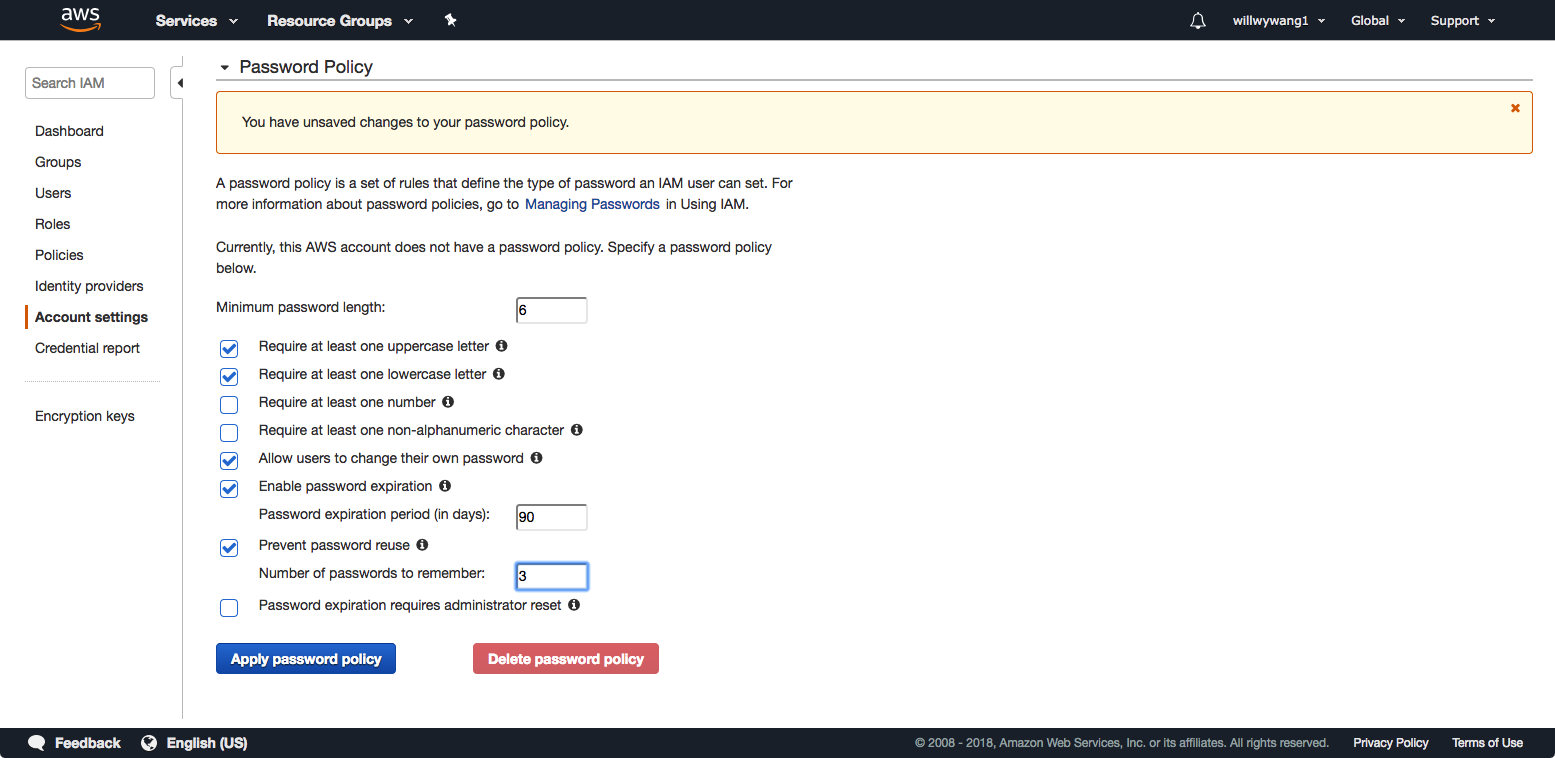 aws Services Resource Groups willwywang1 Global Support
Search IAM
Dashboard
Groups
Users
Roles
Policies
Identity providers
Account settings
Credential report
Encryption keys
Password Policy
You have unsaved changes to your password policy.
A password policy is a set of rules that define the type of password an IAM user can set. For
more information about password policies, go to Managing Passwords in Using IAM.
Currently, this AWS account does not have a password policy. Specify a password policy
below.
Minimum password length: 6
Require at least one uppercase letter
Require at least one lowercase letter
Require at least one number
Require at least one non-alphanumeric character
Allow users to change their own password
Enable password expiration
Password expiration period (in days): 90
Prevent password reuse
Number of passwords to remember: 3
Password expiration requires administrator reset
Apply password policy Delete password policy
Feedback English (US) © 2008 - 2018, Amazon Web Services, Inc. or its affiliates. All rights reserved. Privacy Policy Terms of Use